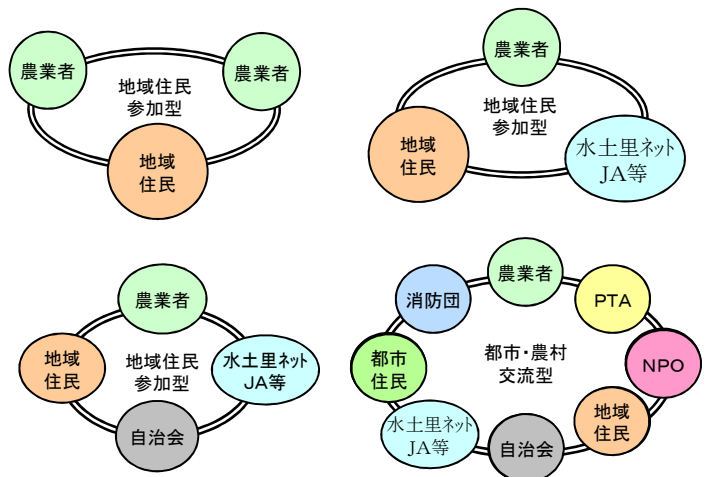 農業者
農業者
地域住民
参加型
地域
住民
農業者
地域住民
参加型
地域
住民
水土里ネット
JA等
農業者
地域
住民
地域住民
参加型
水土里ネット
JA等
自治会
農業者
消防団
PTA
都市
住民
都市・農村
交流型
NPO
地域
住民
水土里ネット
JA等
自治会